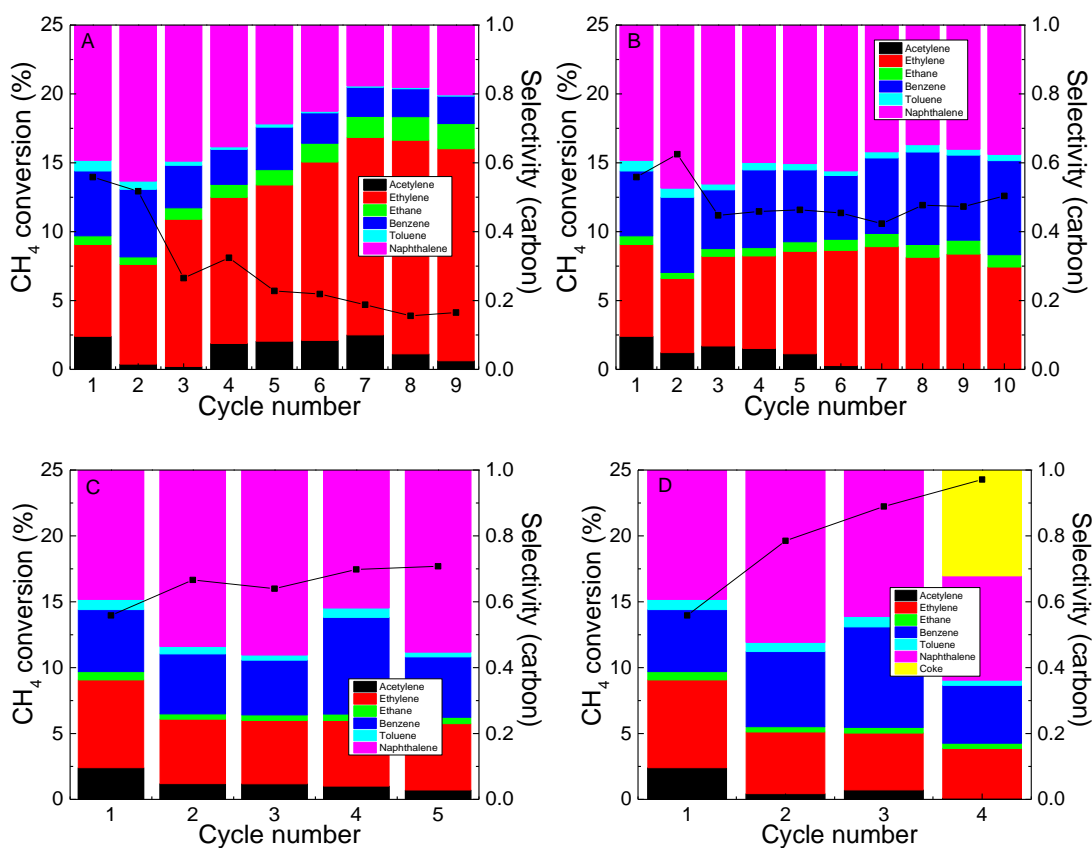 A
CH4 conversion (%)
25
20
15
10
5
0
1 2 3 4 5 6 7 8 9
Cycle number
1.0
0.8
0.6
0.4
0.2
0.0
Selectivity (carbon)
Acetylene
Ethylene
Ethane
Benzene
Toluene
Naphthalene
B
CH4 conversion (%)
25
20
15
10
5
0
1 2 3 4 5 6 7 8 9 10
Cycle number
1.0
0.8
0.6
0.4
0.2
0.0
Selectivity (carbon)
Acetylene
Ethylene
Ethane
Benzene
Toluene
Naphthalene
C
CH4 conversion (%)
25
20
15
10
5
0
1 2 3 4 5
Cycle number
1.0
0.8
0.6
0.4
0.2
0.0
Selectivity (carbon)
Acetylene
Ethylene
Ethane
Benzene
Toluene
Naphthalene
D
CH4 conversion (%)
25
20
15
10
5
0
1 2 3 4
Cycle number
1.0
0.8
0.6
0.4
0.2
0.0
Selectivity (carbon)
Acetylene
Ethylene
Ethane
Benzene
Toluene
Naphthalene
Coke